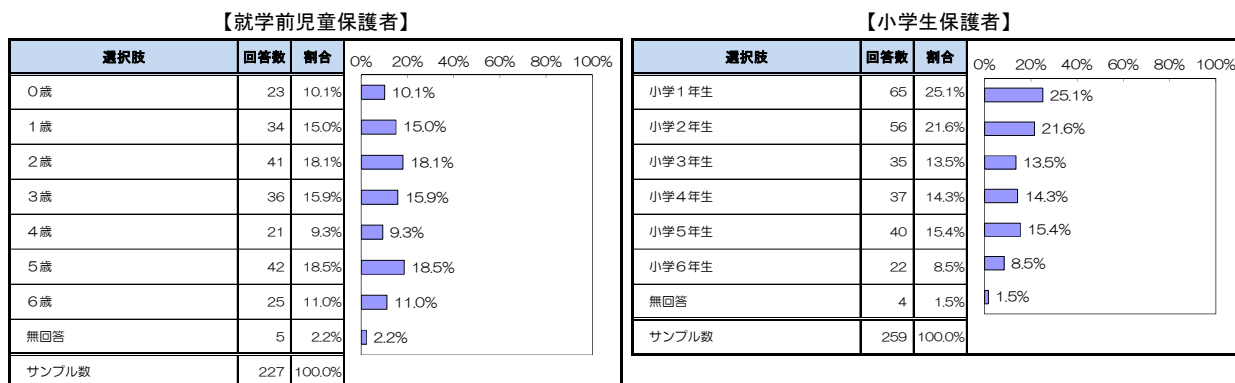 【就学前児童保護者】
選択肢 回答数 割合 0% 20% 40% 60% 80% 100%
0歳 23 10.1% 10.1%
1歳 34 15.0% 15.0%
2歳 41 18.1% 18.1%
3歳 36 15.9% 15.9%
4歳 21 9.3% 9.3%
5歳 42 18.5% 18.5%
6歳 25 11.0% 11.0%
無回答 5 2.2% 2.2%
サンプル数 227 100.0%
【小学生保護者】
選択肢 回答数 割合 0% 20% 40% 60% 80% 100%
小学1年生 65 25.1% 25.1%
小学2年生 56 21.6% 21.6%
小学3年生 35 13.5% 13.5%
小学4年生 37 14.3% 14.3%
小学5年生 40 15.4% 15.4%
小学6年生 22 8.5% 8.5%
無回答 4 1.5% 1.5%
サンプル数 259 100.0%